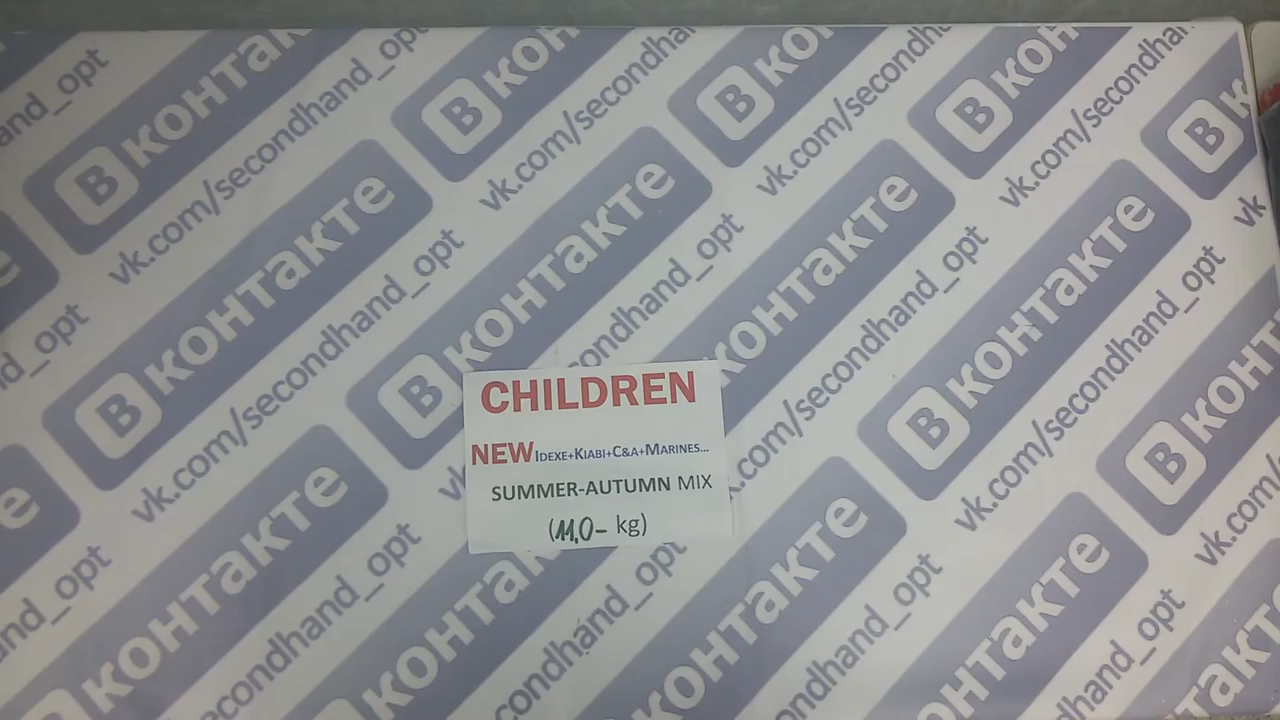 Вконтакте
vk.com/secondhand_opt
CHILDREN
NEW IDEXE+KIABI+C&A+MARINES...
SUMMER-AUTUMN MIX
(11,0- kg)